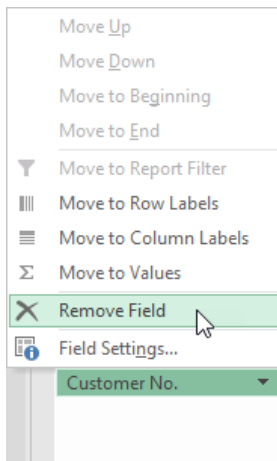 Move Up
Move Down
Move to Beginning
Move to End
Move to Report Filter
Move to Row Labels
Move to Column Labels
Σ Move to Values
Remove Field
Field Settings...
Customer No.